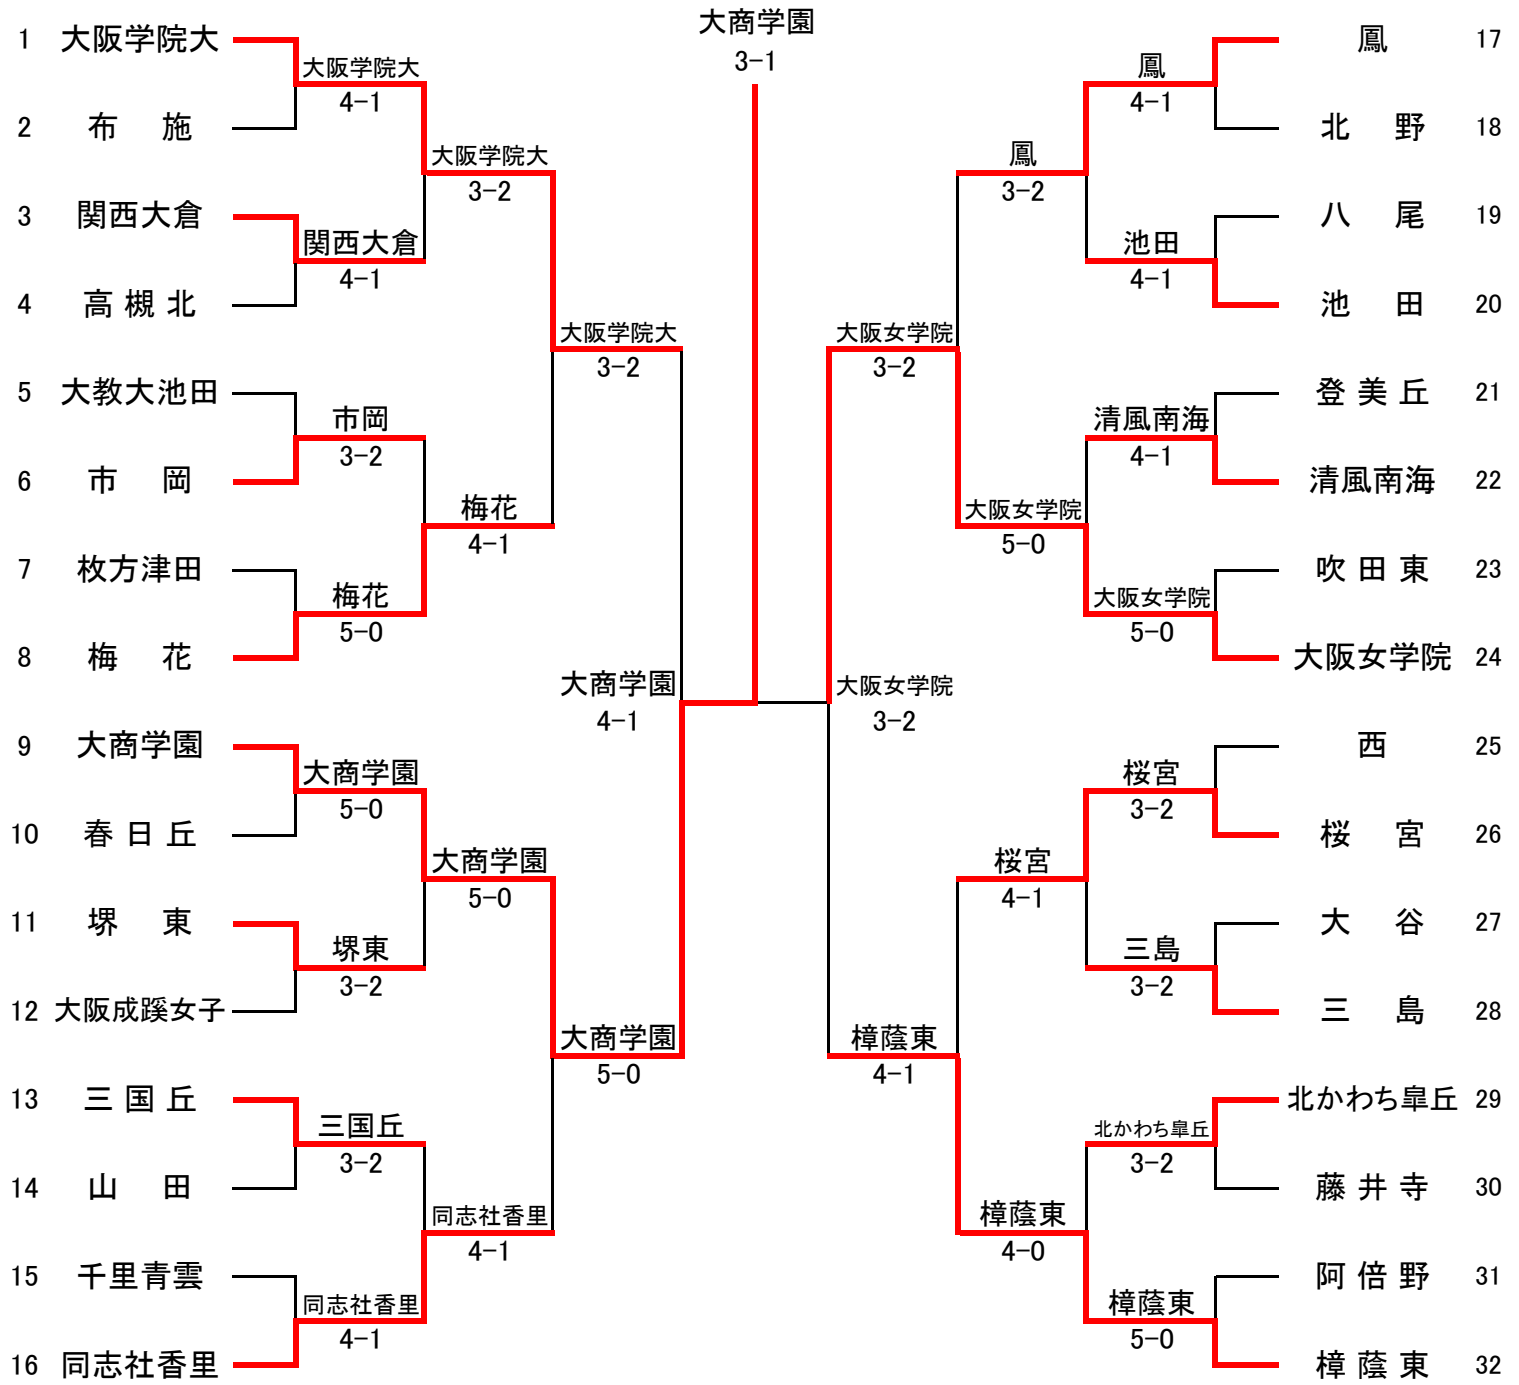 大商学園
3-1
1 大阪学院大
2 布 施
3 関西大倉
4 高槻北
5 大教大池田
6 市 岡
7 枚方津田
8 梅 花
9 大商学園
10 春日丘
11 堺 東
12 大阪成蹊女子
13 三国丘
14 山 田
15 千里青雲
16 同志社香里
大阪学院大
4-1
関西大倉
4-1
市岡
3-2
梅花
5-0
大商学園
5-0
堺東
3-2
三国丘
3-2
同志社香里
4-1
大阪学院大
3-2
梅花
4-1
大商学園
5-0
同志社香里
4-1
大阪学院大
3-2
大商学園
5-0
大商学園
4-1
大阪女学院
3-2
大阪女学院
3-2
樟蔭東
4-1
鳳
3-2
大阪女学院
5-0
桜宮
4-1
樟蔭東
4-0
鳳
4-1
池田
4-1
清風南海
4-1
大阪女学院
5-0
桜宮
3-2
三島
3-2
北かわち皐丘
3-2
樟蔭東
5-0
鳳 17
北 野 18
八 尾 19
池 田 20
登美丘 21
清風南海 22
吹田東 23
大阪女学院 24
西 25
桜 宮 26
大 谷 27
三 島 28
北かわち皐丘 29
藤井寺 30
阿倍野 31
樟蔭東 32